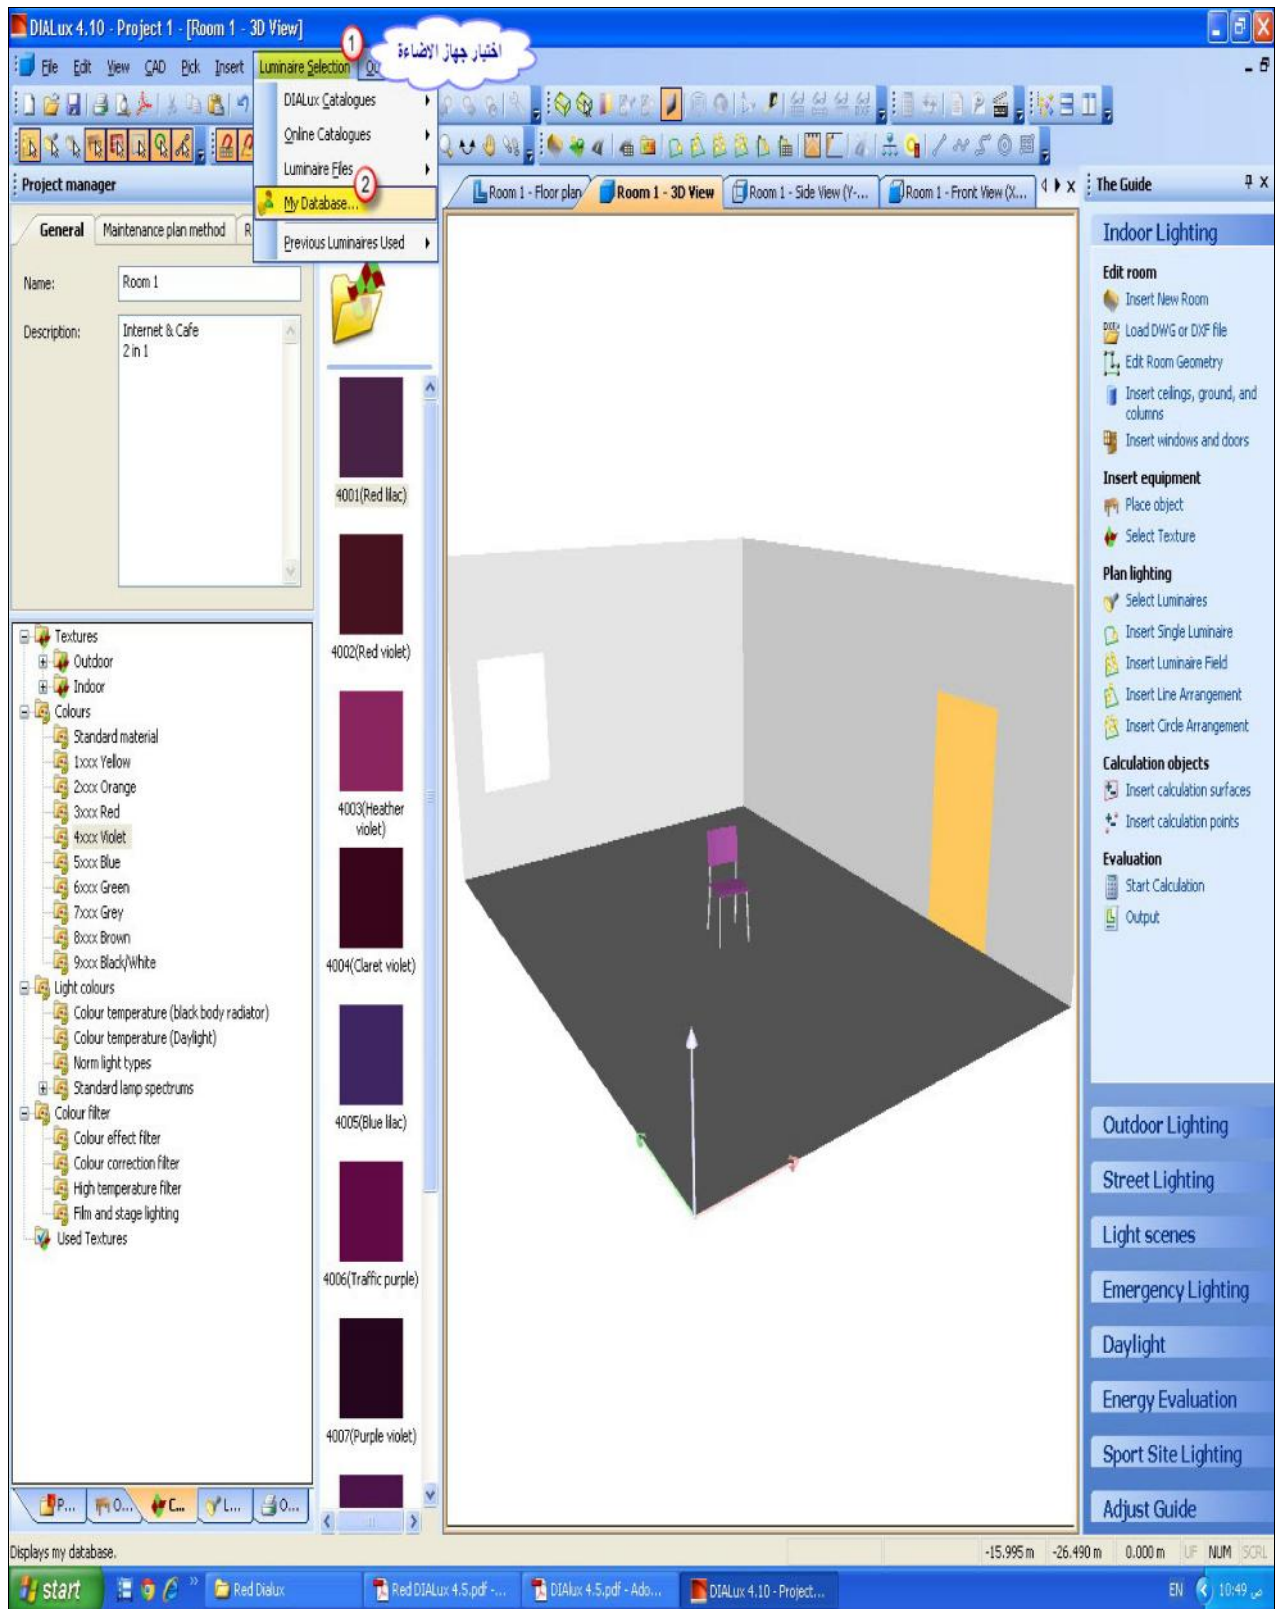 DIALux 4.10 - Project 1 - [Room 1 - 3D View]
1
اختيار جهاز الاضاءة
File Edit View CAD Pick Insert Luminaire Selection
DIALux Catalogues
Online Catalogues
Luminaire Files
2
My Database...
Previous Luminaires Used
Project manager
General
Maintenance plan method
Name:
Room 1
Description:
Internet & Cafe
2 in 1
Room 1 - Floor plan
Room 1 - 3D View
Room 1 - Side View (Y-...
Room 1 - Front View (X...
4001(Red lilac)
4002(Red violet)
4003(Heather
violet)
4004(Claret violet)
4005(Blue lilac)
4006(Traffic purple)
4007(Purple violet)
Textures
Outdoor
Indoor
Colours
Standard material
1xxx Yellow
2xxx Orange
3xxx Red
4xxx Violet
5xxx Blue
6xxx Green
7xxx Grey
8xxx Brown
9xxx Black/White
Light colours
Colour temperature (black body radiator)
Colour temperature (Daylight)
Norm light types
Standard lamp spectrums
Colour filter
Colour effect filter
Colour correction filter
High temperature filter
Film and stage lighting
Used Textures
P...
O...
C...
L...
O...
The Guide
Indoor Lighting
Edit room
Insert New Room
Load DWG or DXF file
Edit Room Geometry
Insert ceilings, ground, and
columns
Insert windows and doors
Insert equipment
Place object
Select Texture
Plan lighting
Select Luminaires
Insert Single Luminaire
Insert Luminaire Field
Insert Line Arrangement
Insert Circle Arrangement
Calculation objects
Insert calculation surfaces
Insert calculation points
Evaluation
Start Calculation
Output
Outdoor Lighting
Street Lighting
Light scenes
Emergency Lighting
Daylight
Energy Evaluation
Sport Site Lighting
Adjust Guide
Displays my database.
-15.995 m -26.490 m 0.000 m UF NUM SCRL
start
Red Dialux
Red DIALux 4.5.pdf -...
DIAlux 4.5.pdf - Ado...
DIALux 4.10 - Project...
EN
10:49 ص